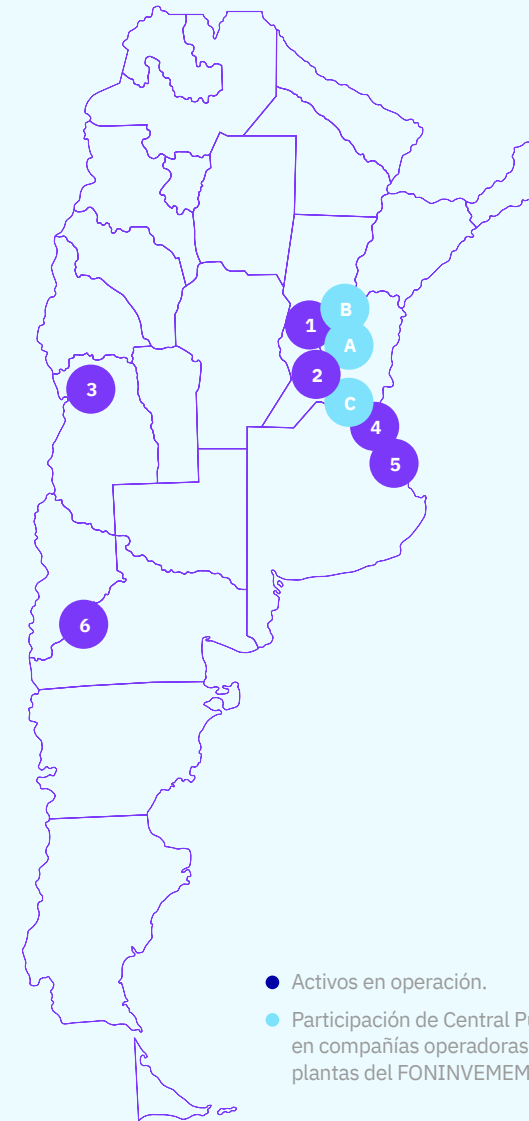 B
1
A
2
3
C
4
5
6
Activos en operación.
Participación de Central
en compañías operadoras
plantas del FONINVEMEM